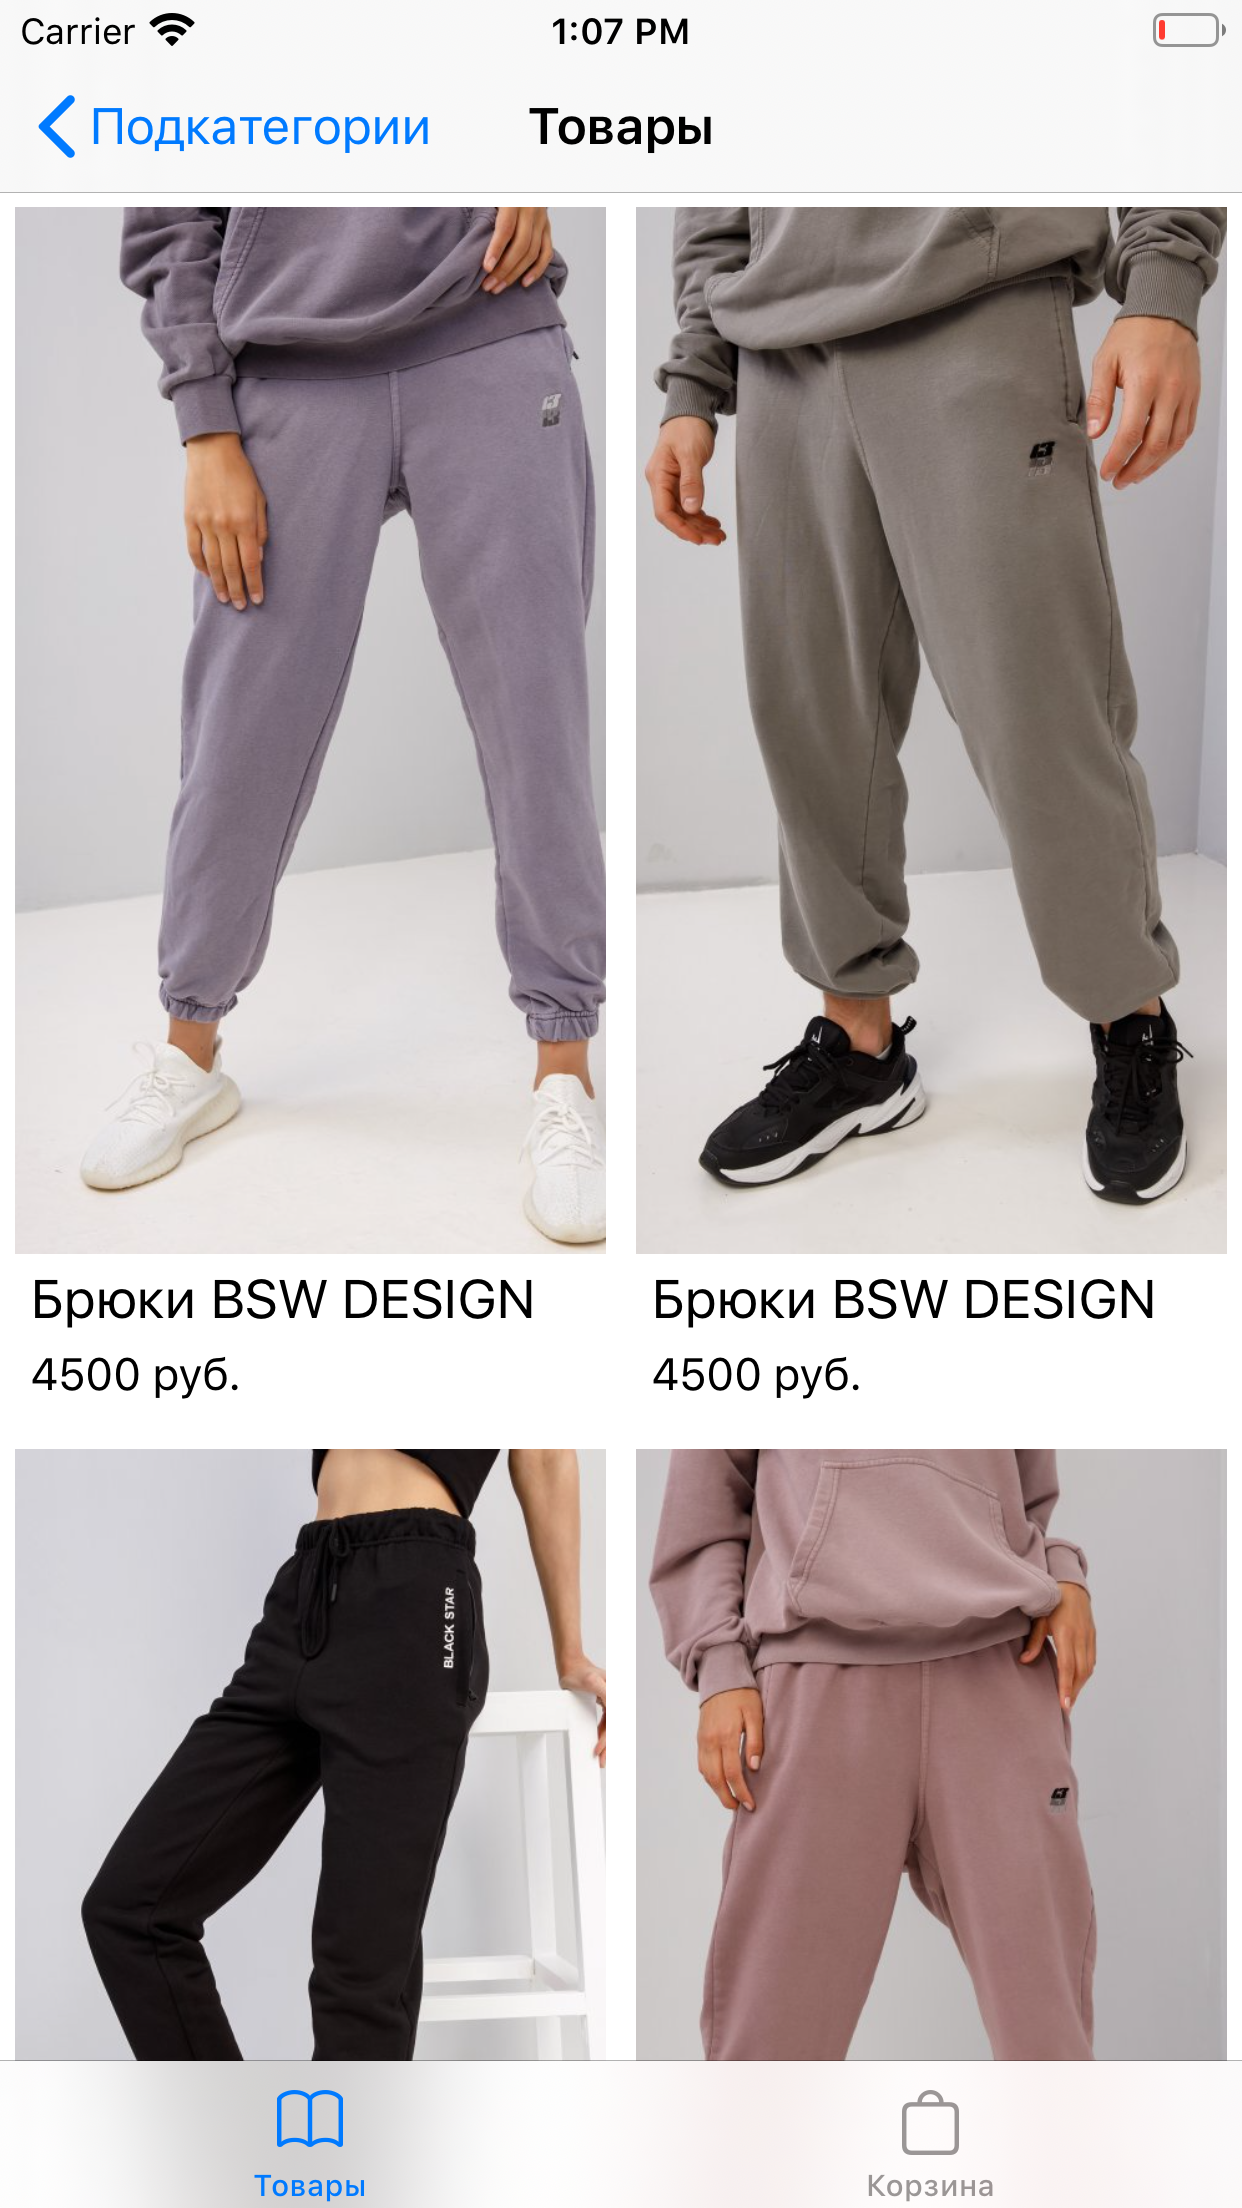 Carrier 1:07 PM
Подкатегории Товары
Брюки BSW DESIGN
4500 руб.
Брюки BSW DESIGN
4500 руб.
BLACK STAR
Товары Корзина